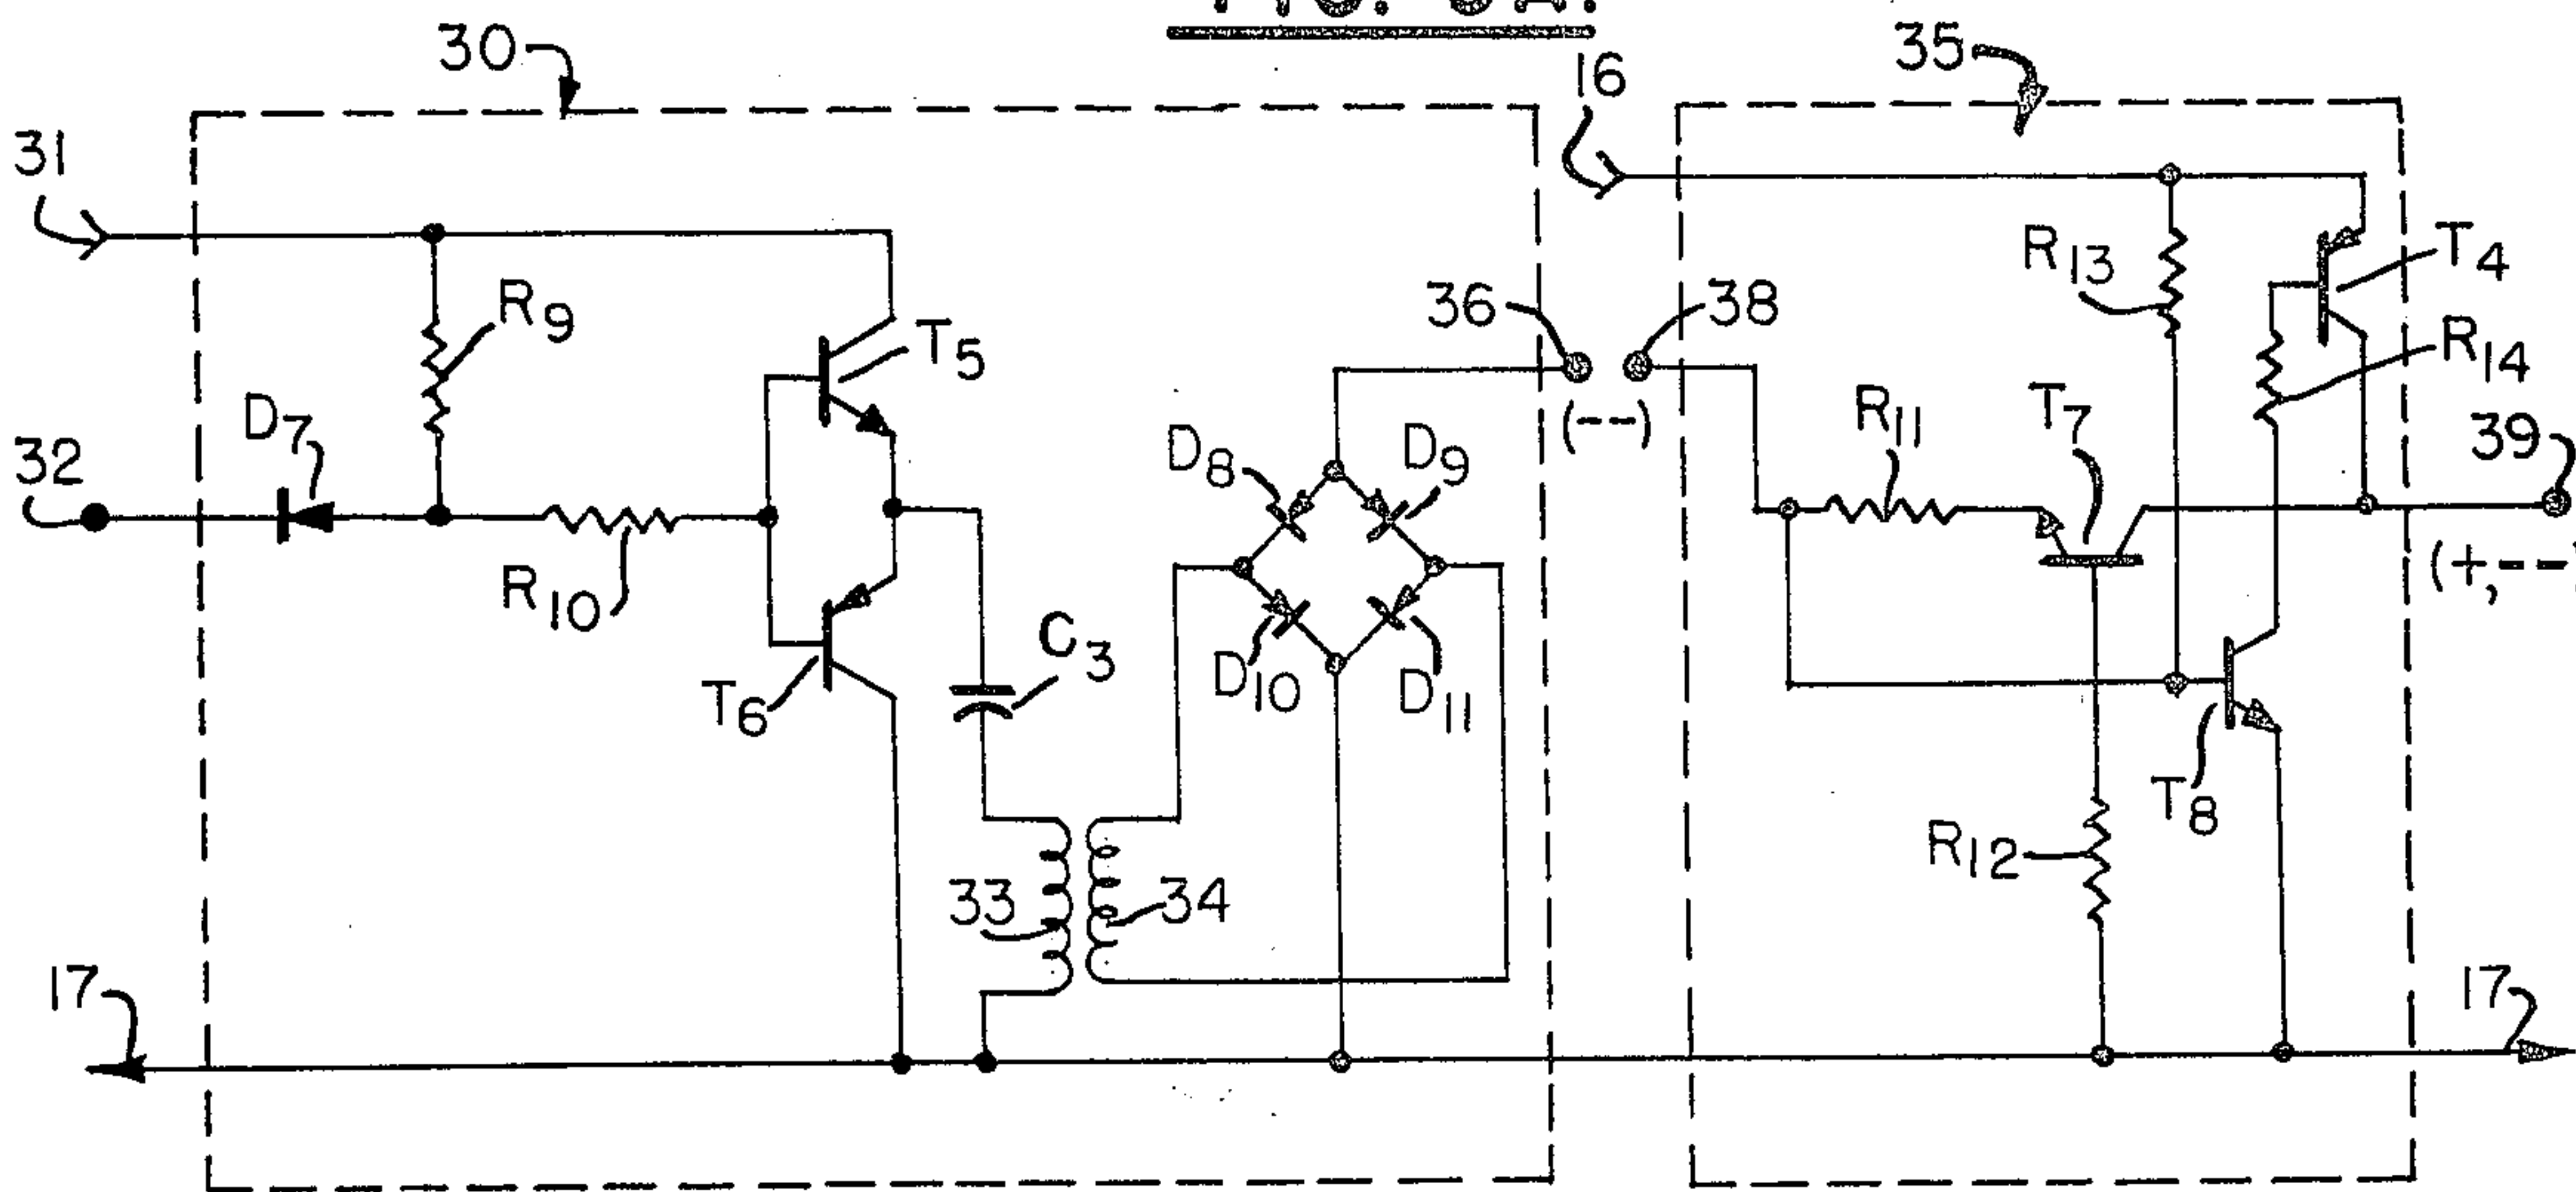 30
35
16
31
R9
T5
36
38
R13
T4
R14
D7
D8
D9
(--)
R11
T7
39
32
R10
(+,--)
T6
C3
D10
D11
T8
R12
33
34
17
17